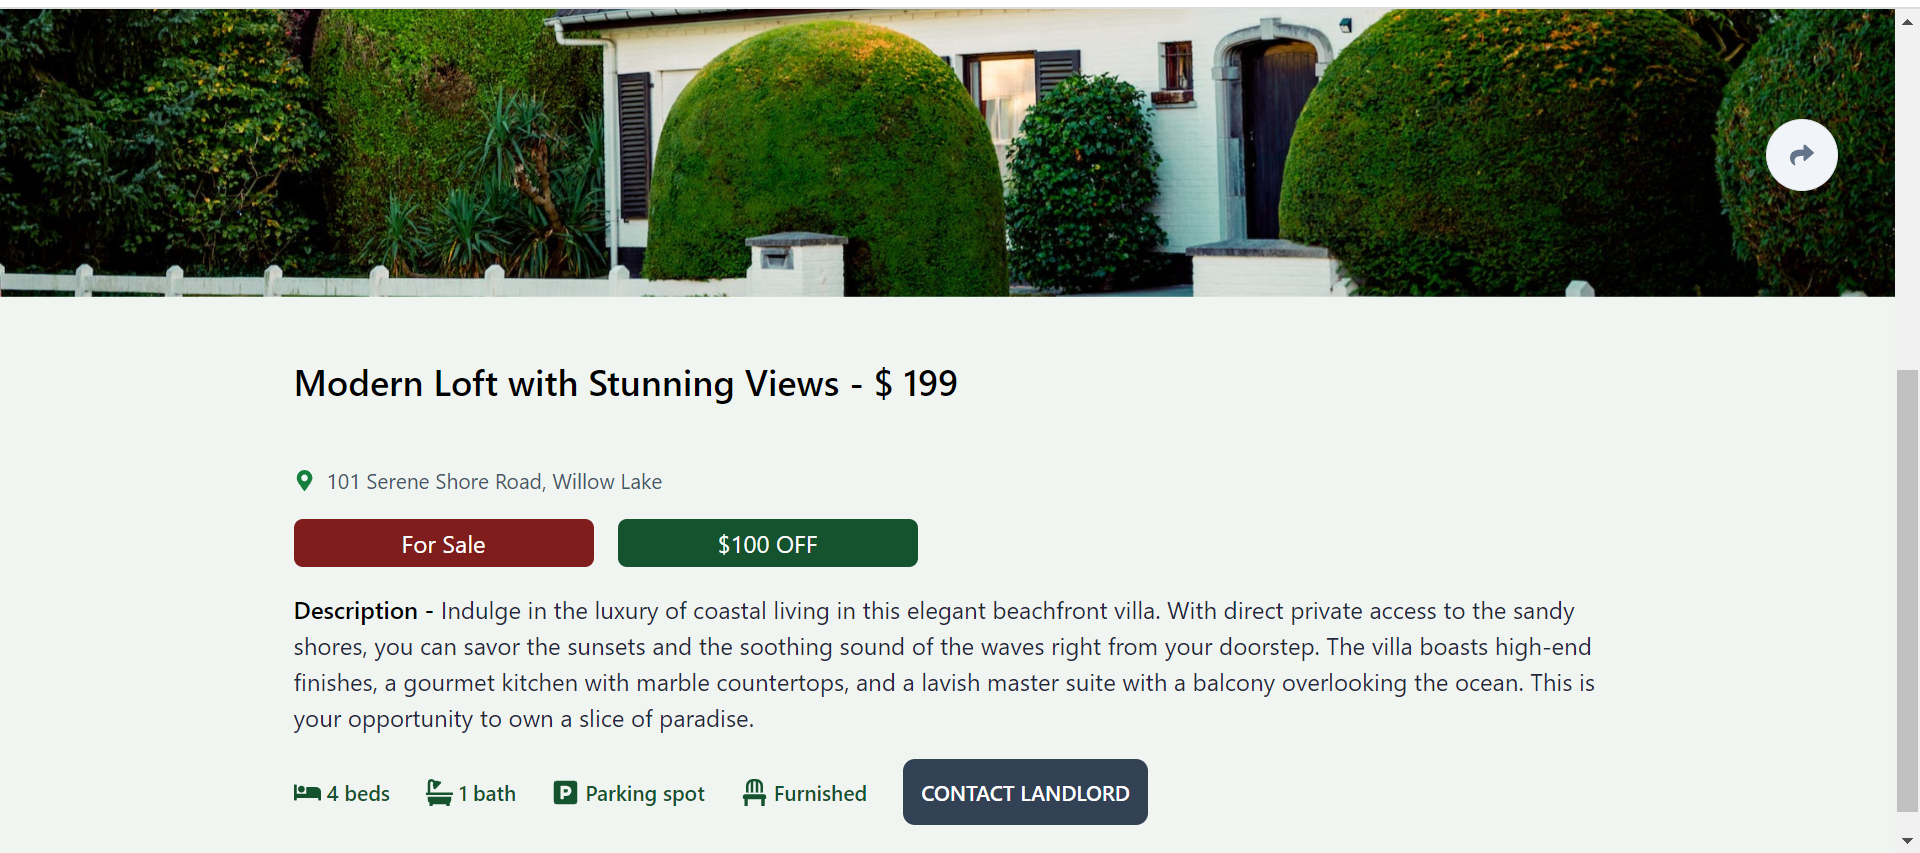 Modern Loft with Stunning Views - $ 199
101 Serene Shore Road, Willow Lake
For Sale
$100 OFF
Description - Indulge in the luxury of coastal living in this elegant beachfront villa. With direct private access to the sandy
shores, you can savor the sunsets and the soothing sound of the waves right from your doorstep. The villa boasts high-end
finishes, a gourmet kitchen with marble countertops, and a lavish master suite with a balcony overlooking the ocean. This is
your opportunity to own a slice of paradise.
4 beds
1 bath
P Parking spot
Furnished
CONTACT LANDLORD